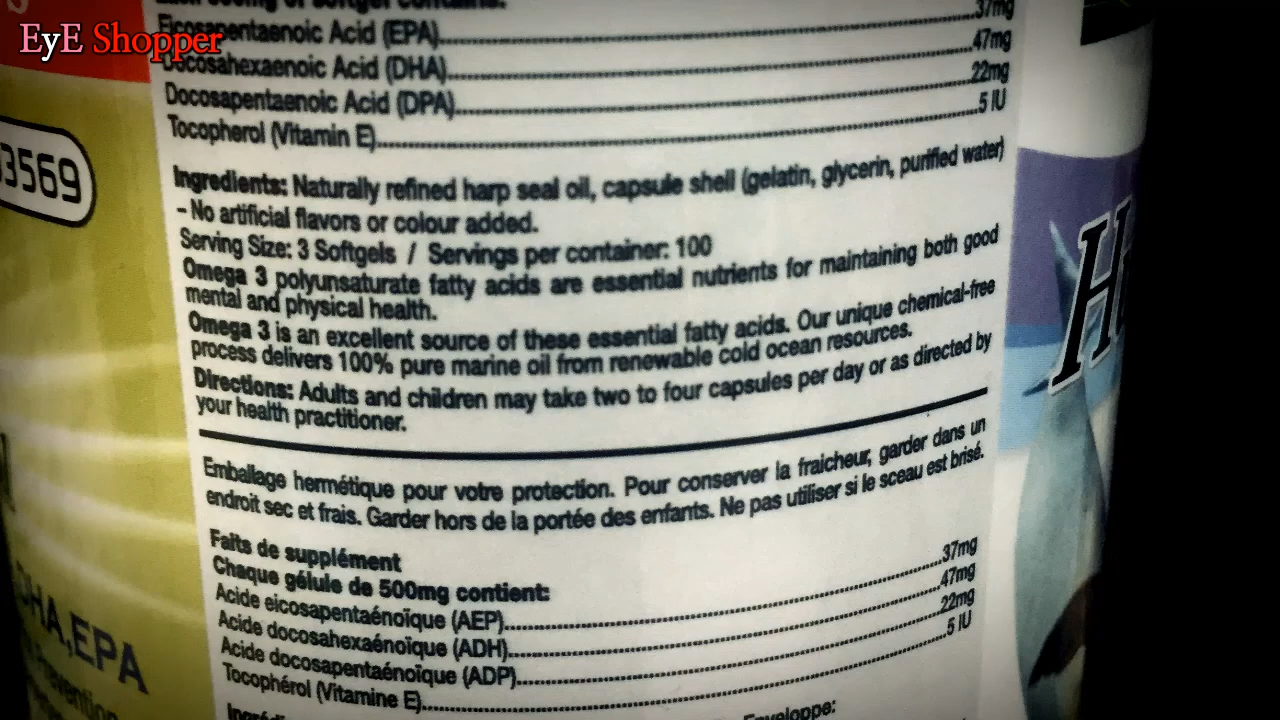 EyE Shopper
37mg
Eicosapentaenoic Acid (EPA)..........47mg
Docosahexaenoic Acid (DHA)..........22mg
Docosapentaenoic Acid (DPA)..........5 IU
Tocopherol (Vitamin E)..........
Ingredients: Naturally refined harp seal oil, capsule shell (gelatin, glycerin, purified water)
- No artificial flavors or colour added.
Serving Size: 3 Softgels / Servings per container: 100
Omega 3 polyunsaturate fatty acids are essential nutrients for maintaining both good
mental and physical health.
Omega 3 is an excellent source of these essential fatty acids. Our unique chemical-free
process delivers 100% pure marine oil from renewable cold ocean resources.
Directions: Adults and children may take two to four capsules per day or as directed by
your health practitioner.
Emballage hermétique pour votre protection. Pour conserver la fraicheur, garder dans un
endroit sec et frais. Garder hors de la portée des enfants. Ne pas utiliser si le sceau est brisé.
Faits de supplément
Chaque gélule de 500mg contient:
Acide eicosapentaénoïque (AEP)..........37mg
Acide docosahexaénoïque (ADH)..........47mg
Acide docosapentaénoïque (ADP)..........22mg
Tocophérol (Vitamine E)..........5 IU
Enveloppe:
3569
DHA,EPA
Prevention
H